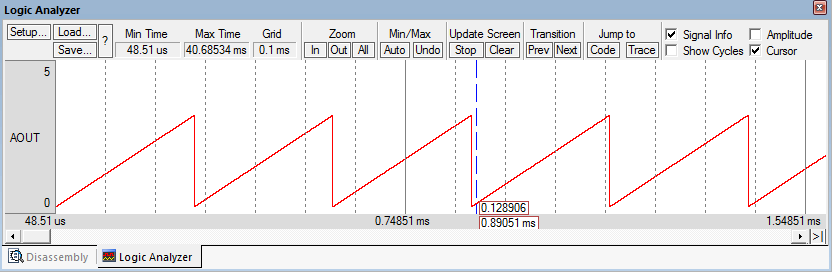 Logic Analyzer
Setup... Load... Min Time Max Time Grid Zoom Min/Max Update Screen Transition Jump to Signal Info Amplitude
Save... ? 48.51 us 40.68534 ms 0.1 ms In Out All Auto Undo Stop Clear Prev Next Code Trace Show Cycles Cursor
5
AOUT
0
0.128906
48.51 us 0.74851 ms 0.89051 ms 1.54851 ms
Disassembly Logic Analyzer